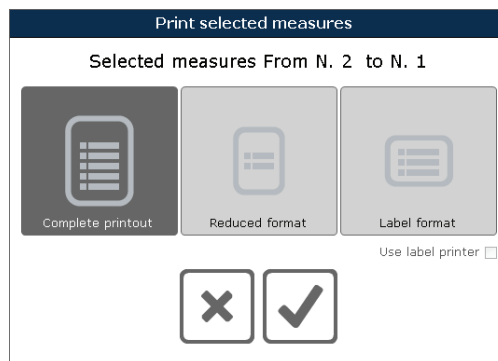 Print selected measures
Selected measures From N. 2 to N. 1
Complete printout
Reduced format
Label format
Use label printer